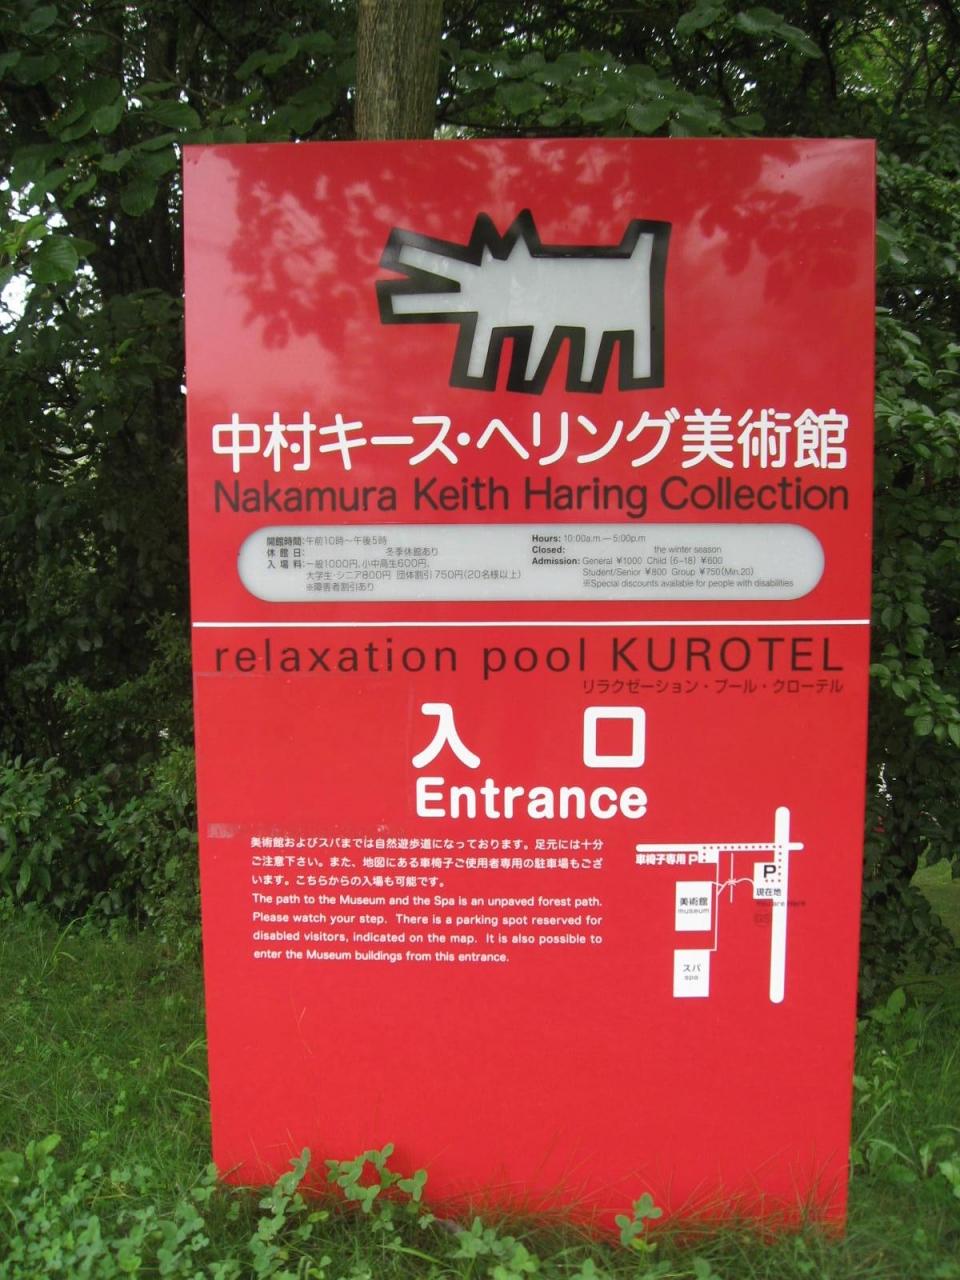 中村キース・ヘリング美術館
Nakamura Keith Haring Collection
開館時間:午前10時〜午後5時
休 館 日: 冬季休館あり
入 場 料:一般1000円,小中高生600円,
大学生・シニア800円 団体割引750円(20名様以上)
※障害者割引あり
Hours: 10:00a.m.—5:00p.m
Closed: the winter season
Admission: General ¥1000 Child (6-18) ¥600
Student/Senior ¥800 Group ¥750(Min.20)
※Special discounts available for people with disabilities
relaxation pool KUROTEL
リラクゼーション・プール・クローテル
入 口
Entrance
美術館およびスパまでは自然遊歩道になっております。足元には十分
ご注意下さい。また、地図にある車椅子ご使用者専用の駐車場もござ
います。こちらからの入場も可能です。
The path to the Museum and the Spa is an unpaved forest path.
Please watch your step. There is a parking spot reserved for
disabled visitors, indicated on the map. It is also possible to
enter the Museum buildings from this entrance.
車椅子専用 P
P
現在地
You are Here
美術館
museum
スパ
spa